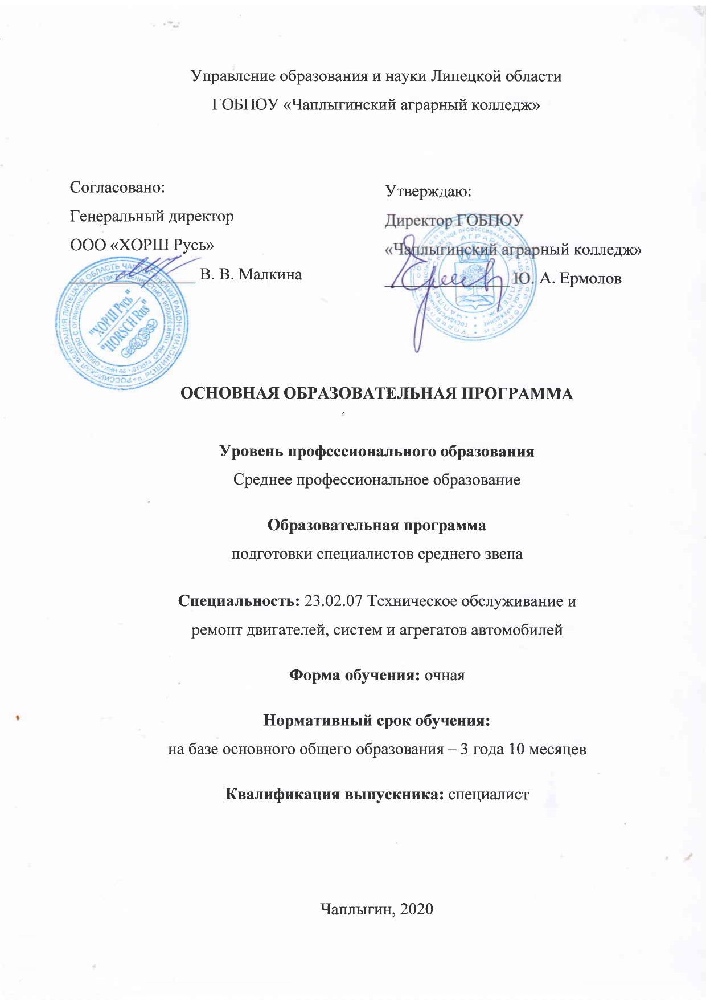 Управление образования и науки Липецкой области
ГОБПОУ «Чаплыгинский аграрный колледж»
Согласовано:
Генеральный директор
ООО «ХОРШ Русь»
В. В. Малкина
"ХОРШ Русь"
"HORSCH Rus"
Утверждаю:
Директор ГОБПОУ
«Чаплыгинский аграрный колледж»
Ю. А. Ермолов
ОСНОВНАЯ ОБРАЗОВАТЕЛЬНАЯ ПРОГРАММА
Уровень профессионального образования
Среднее профессиональное образование
Образовательная программа
подготовки специалистов среднего звена
Специальность: 23.02.07 Техническое обслуживание и
ремонт двигателей, систем и агрегатов автомобилей
Форма обучения: очная
Нормативный срок обучения:
на базе основного общего образования – 3 года 10 месяцев
Квалификация выпускника: специалист
Чаплыгин, 2020